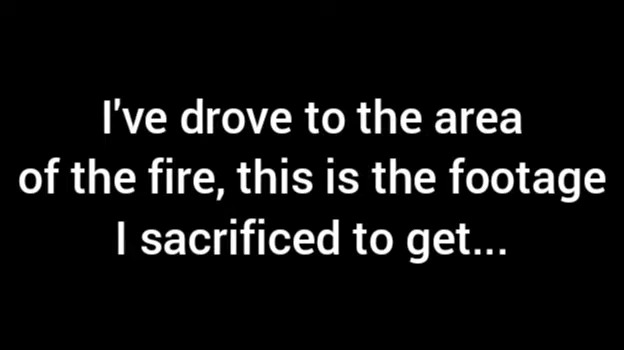 I've drove to the area
of the fire, this is the footage
I sacrificed to get...